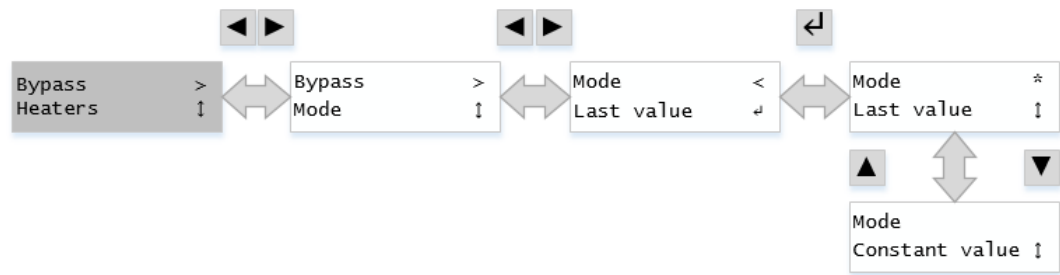 ◄ ► ◄ ► ↵
Bypass >
Heaters ↕
Bypass >
Mode ↕
Mode <
Last value ↵
Mode *
Last value ↕
▲ ▼
Mode
Constant value ↕